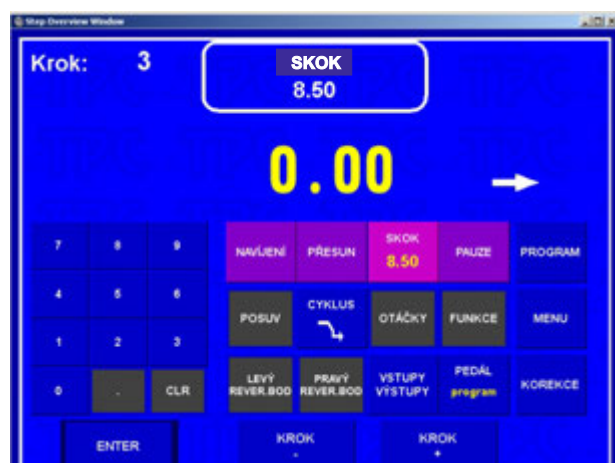 Step Overview Window
Krok: 3
SKOK
8.50
0.00
7 8 9
NAVÍJENÍ PŘESUN SKOK 8.50 PAUZE PROGRAM
4 5 6
POSUV CYKLUS OTÁČKY FUNKCE MENU
1 2 3
0 . CLR
LEVÝ REVER.BOD PRAVÝ REVER.BOD VSTUPY VÝSTUPY PEDÁL program KOREKCE
ENTER
KROK -
KROK +